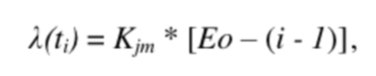 λ(tᵢ) = Kⱼₘ * [Eo – (i - 1)],